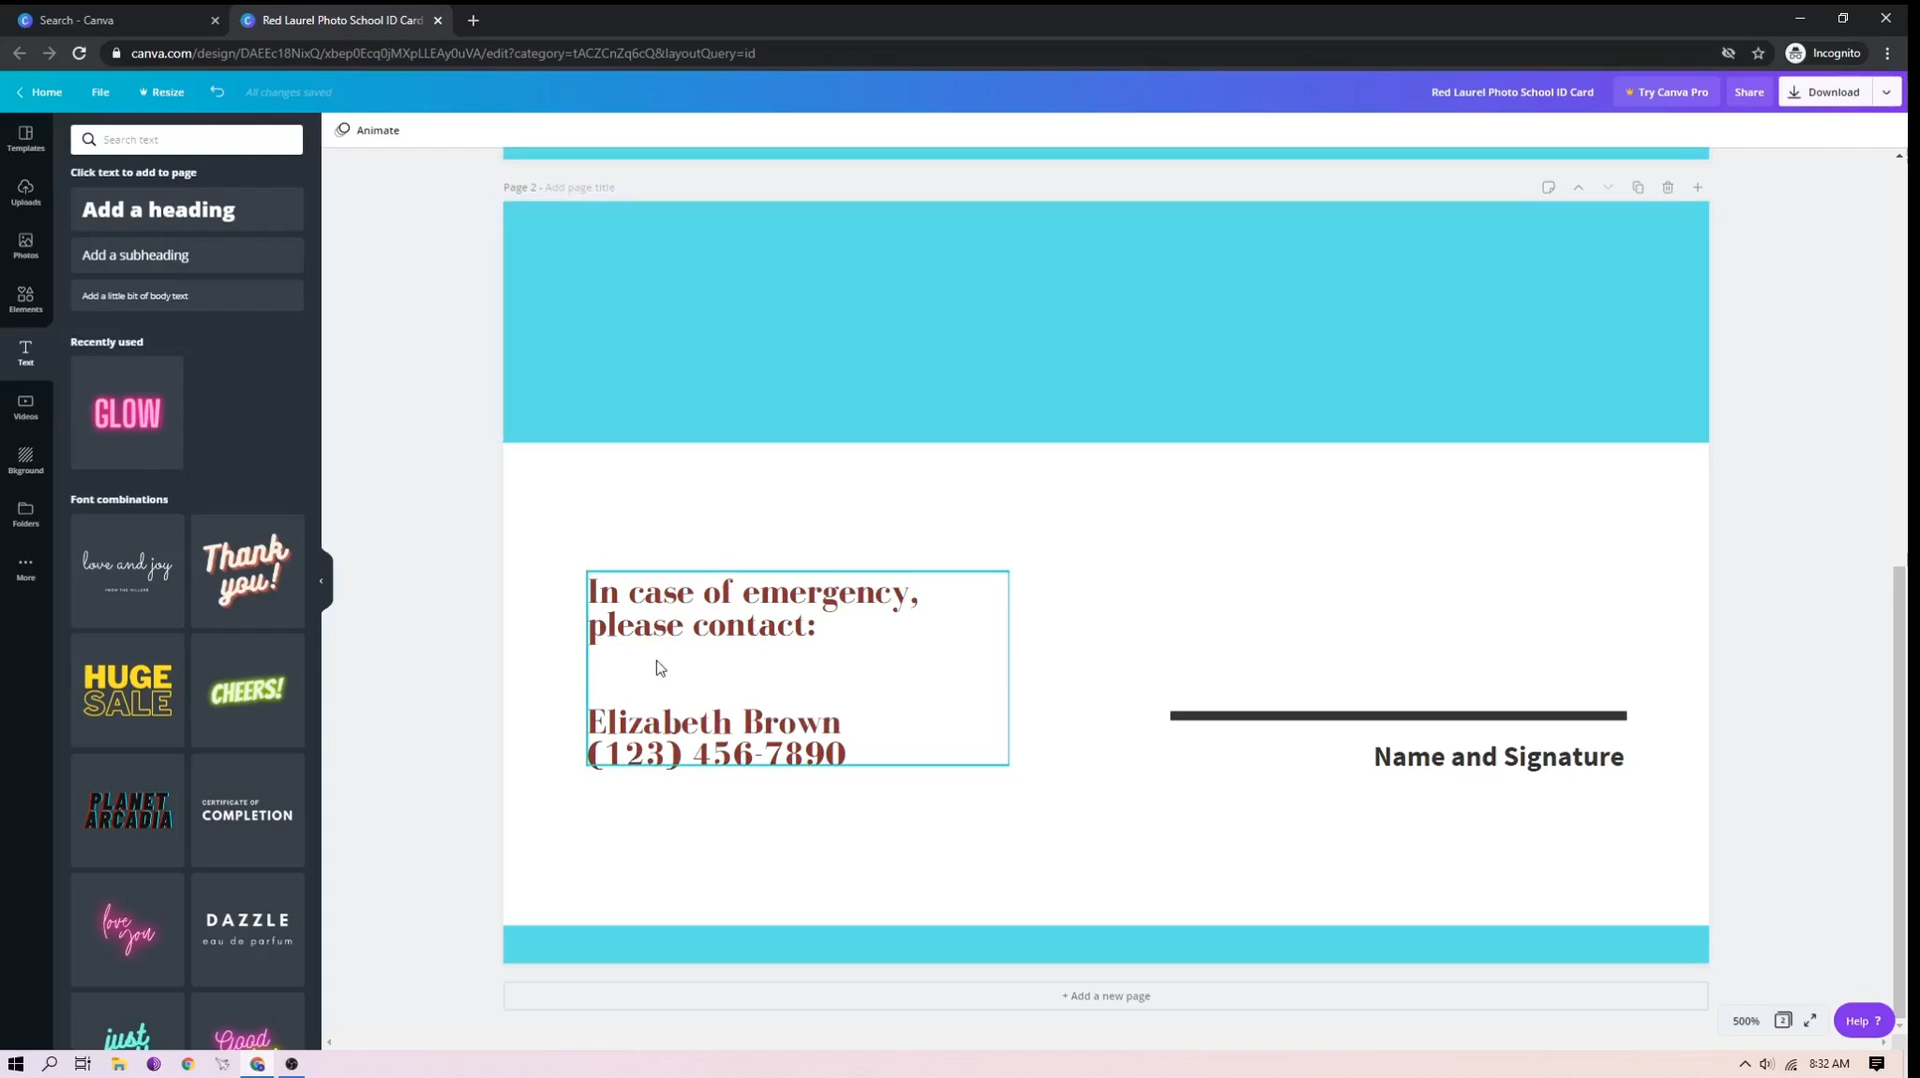 Search - Canva
Red Laurel Photo School ID Card
canva.com/design/DAEEc18NixQ/xbep0Ecq0jMXpLLEAy0uVA/edit?category=tACZCnZq6cQ&layoutQuery=id
Incognito
Home
File
Resize
All changes saved
Red Laurel Photo School ID Card
Try Canva Pro
Share
Download
Templates
Uploads
Photos
Elements
Text
Videos
Bkground
Folders
More
Search text
Click text to add to page
Add a heading
Add a subheading
Add a little bit of body text
Recently used
GLOW
Font combinations
love and joy
FROM THE MILLERS
Thank
you!
HUGE
SALE
CHEERS!
PLANET
ARCADIA
CERTIFICATE OF
COMPLETION
love
you
DAZZLE
eau de parfum
just
Good
Animate
Page 2 - Add page title
In case of emergency,
please contact:
Elizabeth Brown
(123) 456-7890
Name and Signature
+ Add a new page
500%
2
Help ?
8:32 AM